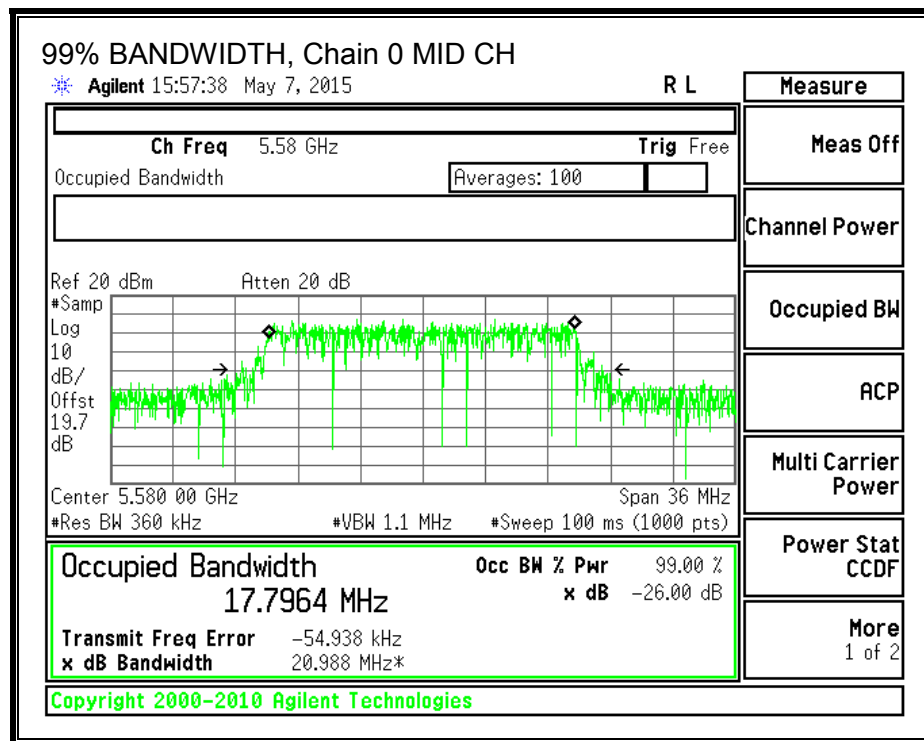 99% BANDWIDTH, Chain 0 MID CH
Agilent 15:57:38 May 7, 2015 R L
Measure
Ch Freq 5.58 GHz Trig Free
Meas Off
Occupied Bandwidth Averages: 100
Channel Power
Ref 20 dBm Atten 20 dB
#Samp
Log
10
dB/
Offst
19.7
dB
Occupied BW
ACP
Multi Carrier
Power
Center 5.580 00 GHz Span 36 MHz
#Res BW 360 kHz #VBW 1.1 MHz #Sweep 100 ms (1000 pts)
Power Stat
CCDF
Occupied Bandwidth Occ BW % Pwr 99.00 %
17.7964 MHz x dB -26.00 dB
Transmit Freq Error -54.938 kHz
x dB Bandwidth 20.988 MHz*
More
1 of 2
Copyright 2000-2010 Agilent Technologies